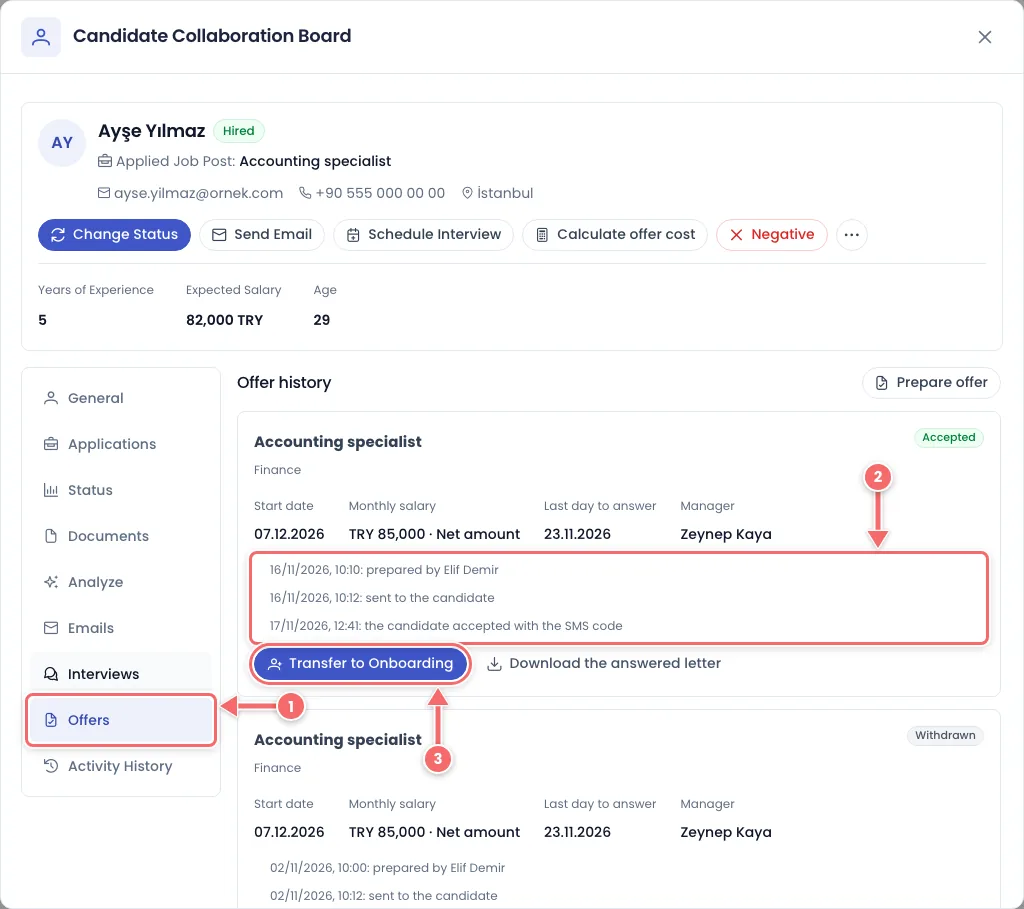 Candidate Collaboration Board
AY
Ayşe Yılmaz Hired
Applied Job Post: Accounting specialist
ayse.yilmaz@ornek.com +90 555 000 00 00 İstanbul
Change Status Send Email Schedule Interview Calculate offer cost Negative ...
Years of Experience Expected Salary Age
5 82,000 TRY 29
General
Applications
Status
Documents
Analyze
Emails
Interviews
Offers
Activity History
1
Offer history Prepare offer
Accounting specialist Accepted
Finance
2
Start date Monthly salary Last day to answer Manager
07.12.2026 TRY 85,000 · Net amount 23.11.2026 Zeynep Kaya
16/11/2026, 10:10: prepared by Elif Demir
16/11/2026, 10:12: sent to the candidate
17/11/2026, 12:41: the candidate accepted with the SMS code
Transfer to Onboarding Download the answered letter
3
Accounting specialist Withdrawn
Finance
Start date Monthly salary Last day to answer Manager
07.12.2026 TRY 85,000 · Net amount 23.11.2026 Zeynep Kaya
02/11/2026, 10:00: prepared by Elif Demir
02/11/2026, 10:12: sent to the candidate